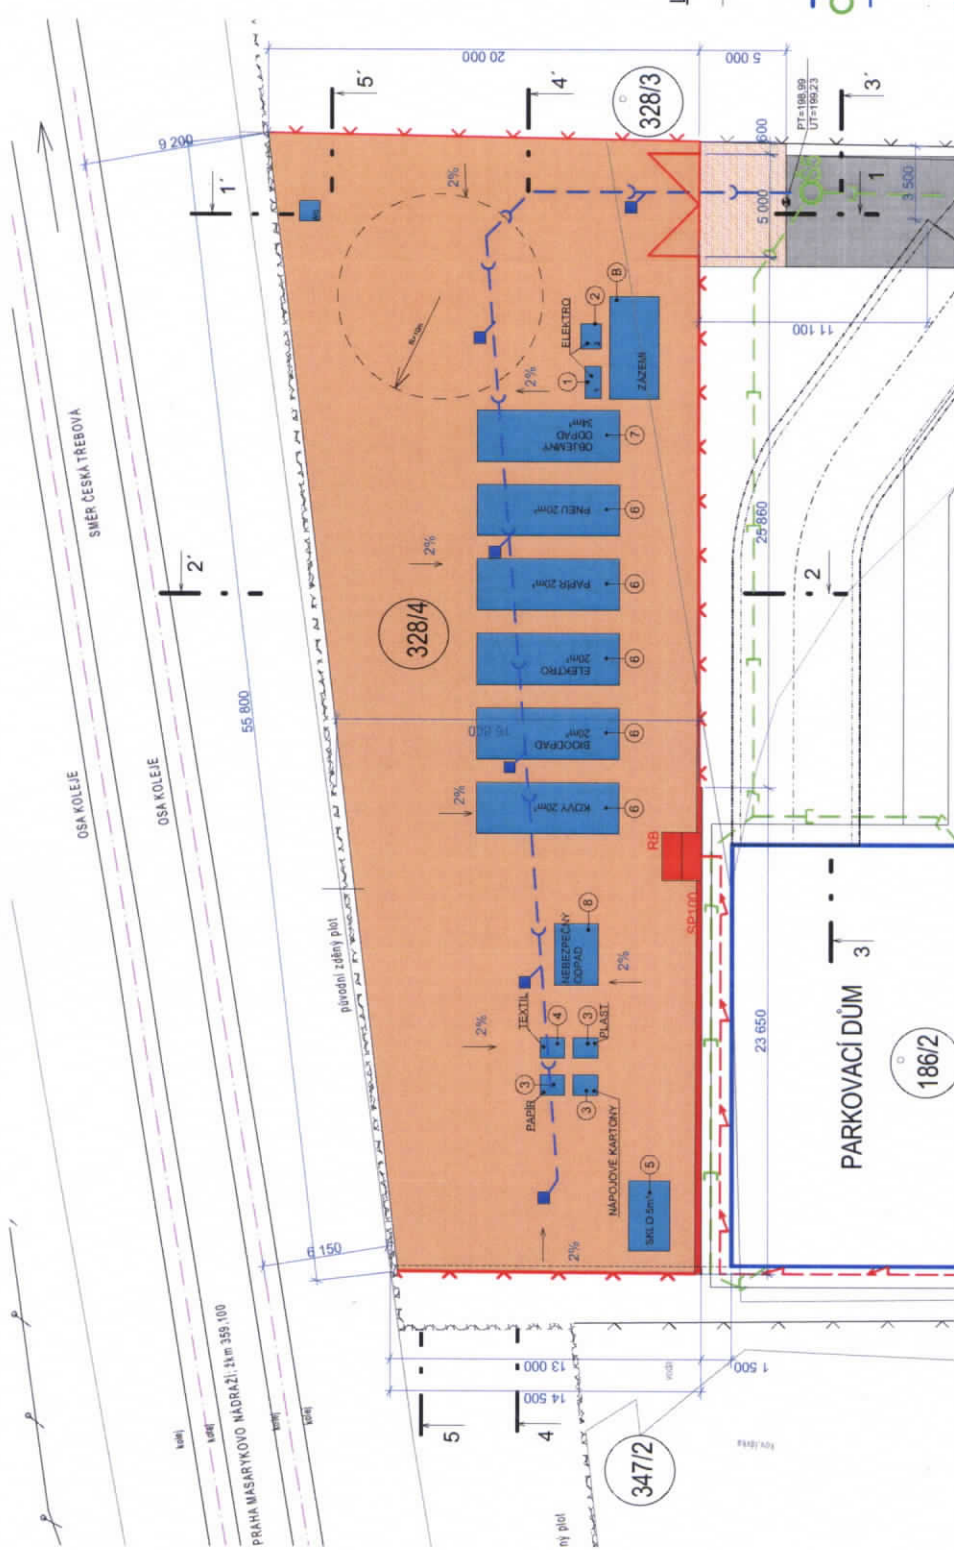 9 200
20 000
5 000
5´
4´
328/3
3´
1´
1
PT=198,99
ÚT=199,23
600
5 000
3 500
11 100
2%
SMĚR ČESKÁ TŘEBOVÁ
OSA KOLEJE
OSA KOLEJE
2´
55 800
ELEKTRO
1
2
B
ZÁZEMÍ
2%
OBJEMNÝ
ODPAD
7
PNEU 20m³
6
PAPÍR 20m³
6
ELEKTRO
20m³
6
BIOODPAD
20m³
6
KOVY 20m³
6
2%
328/4
2%
25 860
2
RB
SP100
původní zděný plot
NEBEZPEČNÝ
ODPAD
8
2%
2%
TEXTIL
4
3
PLAST
PAPÍR
3
3
NÁPOJOVÉ KARTONY
SKLO 5m³
5
2%
6 150
23 650
3
PARKOVACÍ DŮM
186/2
13 000
14 500
1 500
5
4
347/2
PRAHA MASARYKOVO NÁDRAŽÍ; žkm 359,100
kolej
kolej
kolej
kolej
ný plot